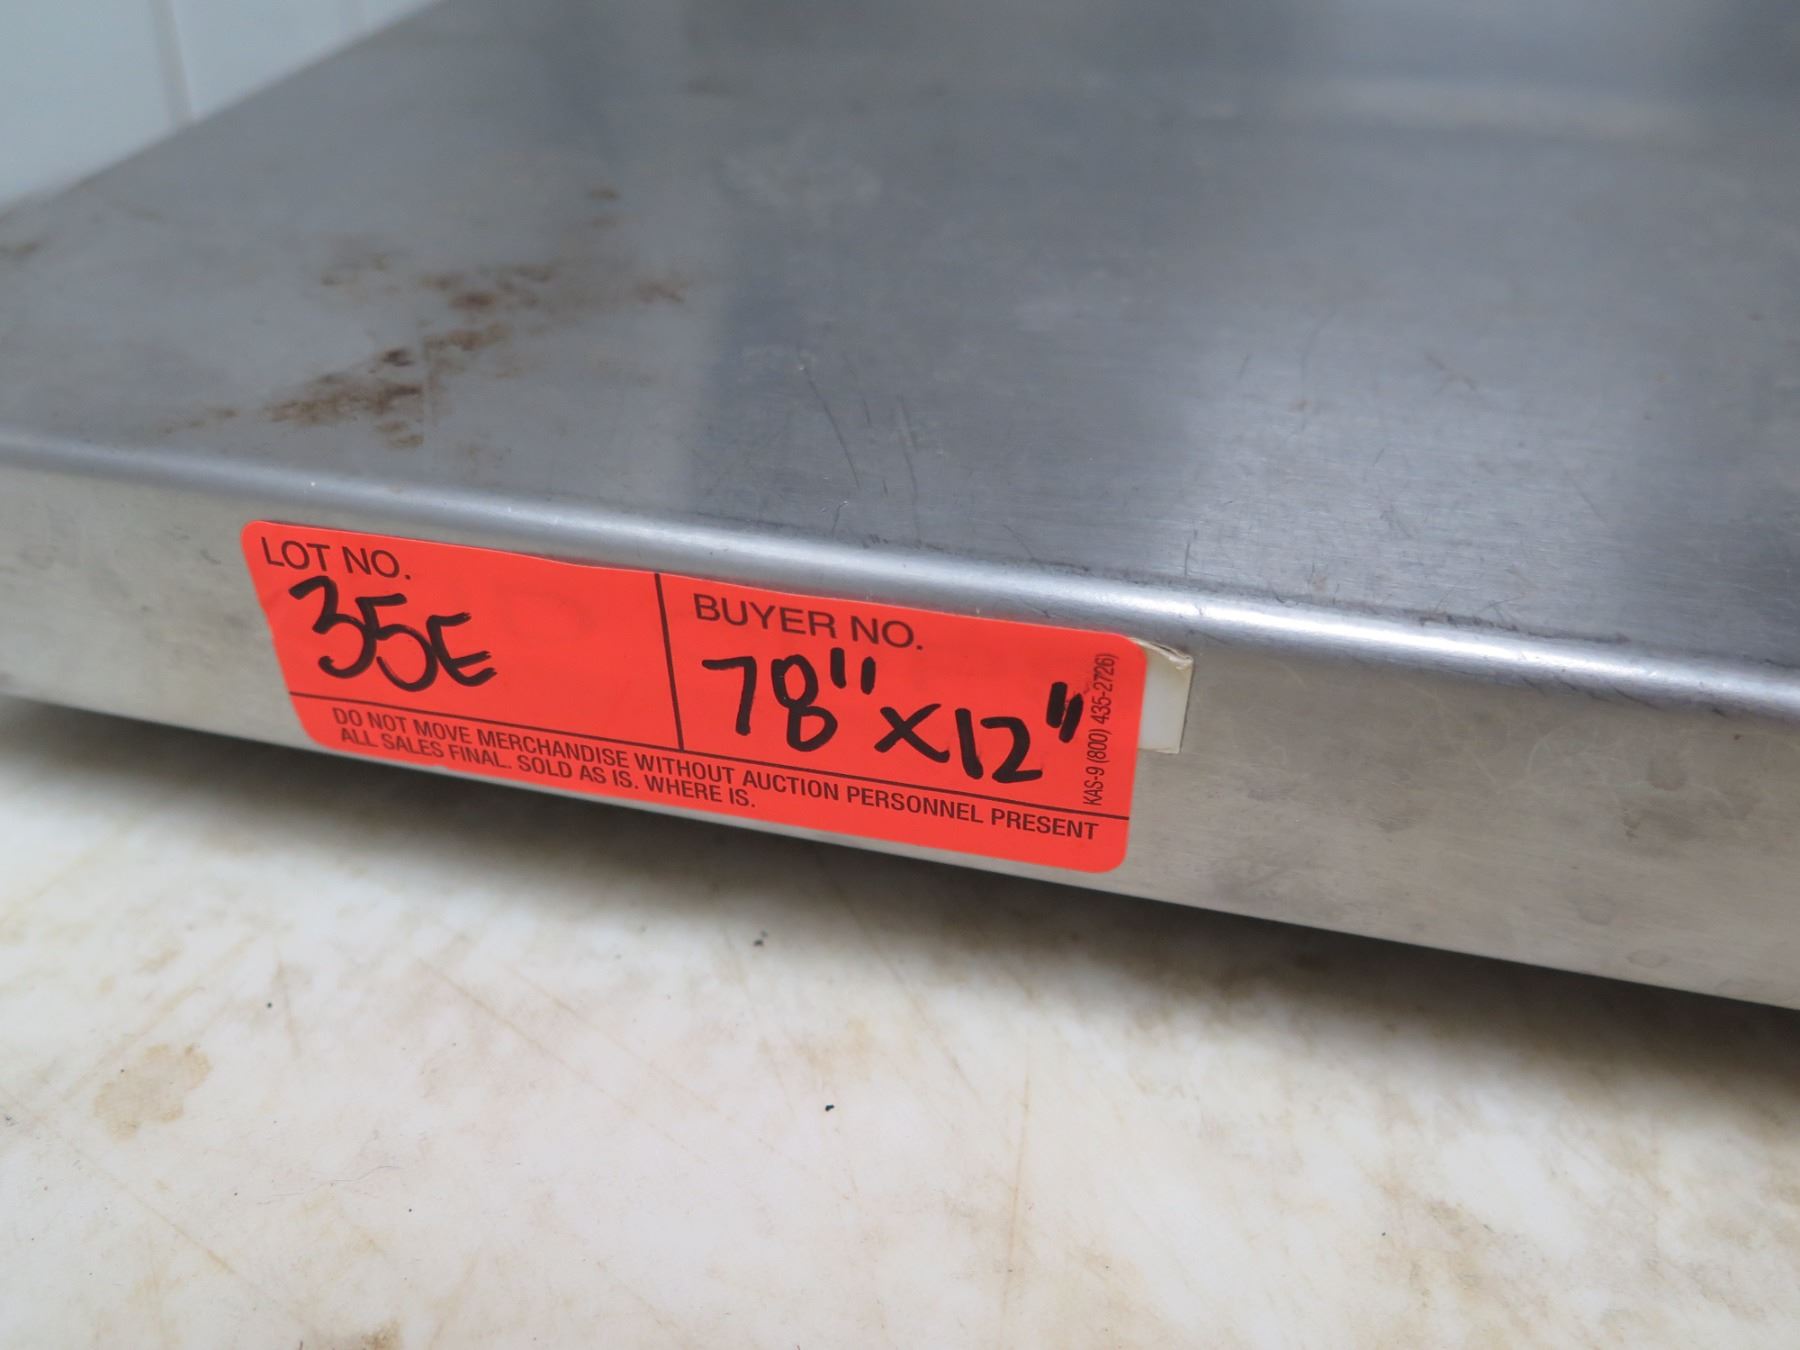 LOT NO.
35E
BUYER NO.
78" x 12"
KAS-9 (800) 435-2726)
DO NOT MOVE MERCHANDISE WITHOUT AUCTION PERSONNEL PRESENT
ALL SALES FINAL. SOLD AS IS. WHERE IS.